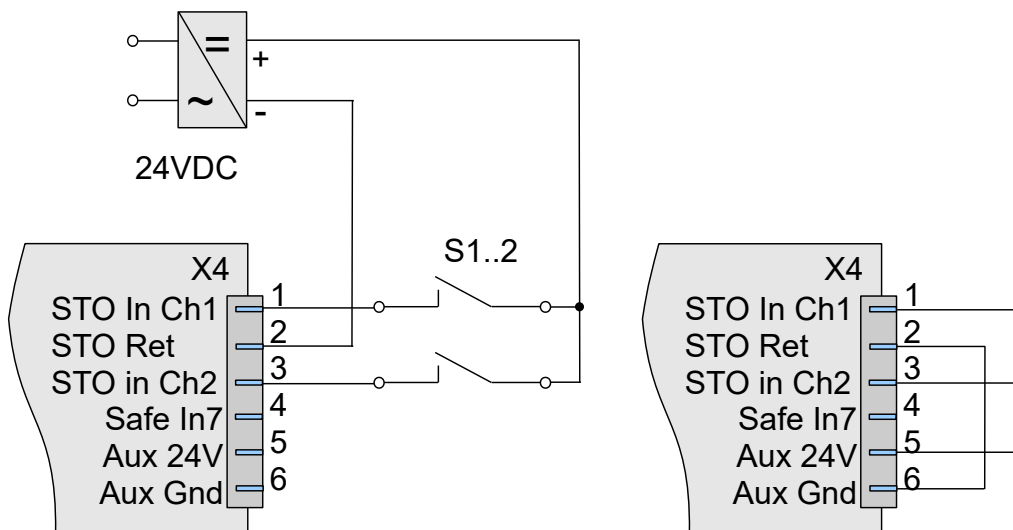 =
+
~
-
24VDC
S1..2
X4
STO In Ch1
1
STO Ret
2
STO in Ch2
3
Safe In7
4
Aux 24V
5
Aux Gnd
6
X4
STO In Ch1
1
STO Ret
2
STO in Ch2
3
Safe In7
4
Aux 24V
5
Aux Gnd
6